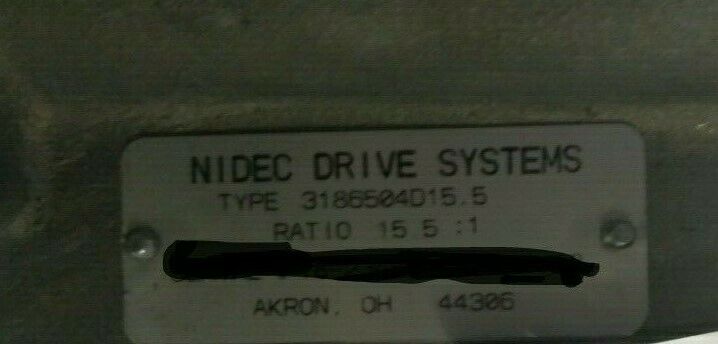 NIDEC DRIVE SYSTEMS
TYPE 3186504D15.5
RATIO 15 5 :1
AKRON, OH 44306